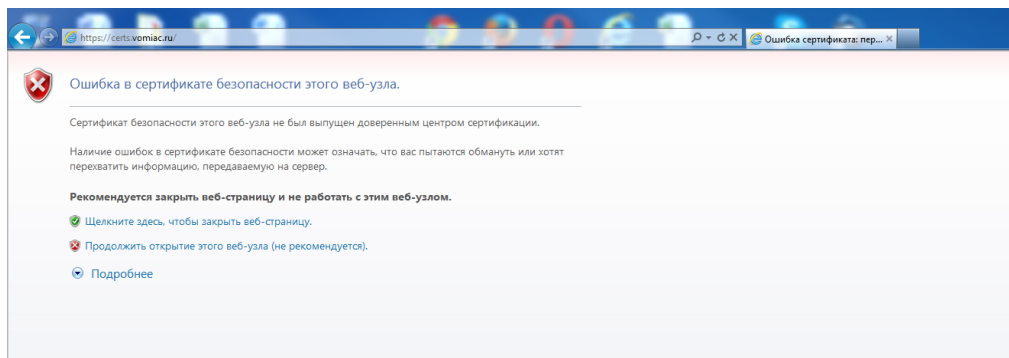 https://certs.vomiac.ru/
Ошибка сертификата: пер...
Ошибка в сертификате безопасности этого веб-узла.
Сертификат безопасности этого веб-узла не был выпущен доверенным центром сертификации.
Наличие ошибок в сертификате безопасности может означать, что вас пытаются обмануть или хотят
перехватить информацию, передаваемую на сервер.
Рекомендуется закрыть веб-страницу и не работать с этим веб-узлом.
Щелкните здесь, чтобы закрыть веб-страницу.
Продолжить открытие этого веб-узла (не рекомендуется).
Подробнее